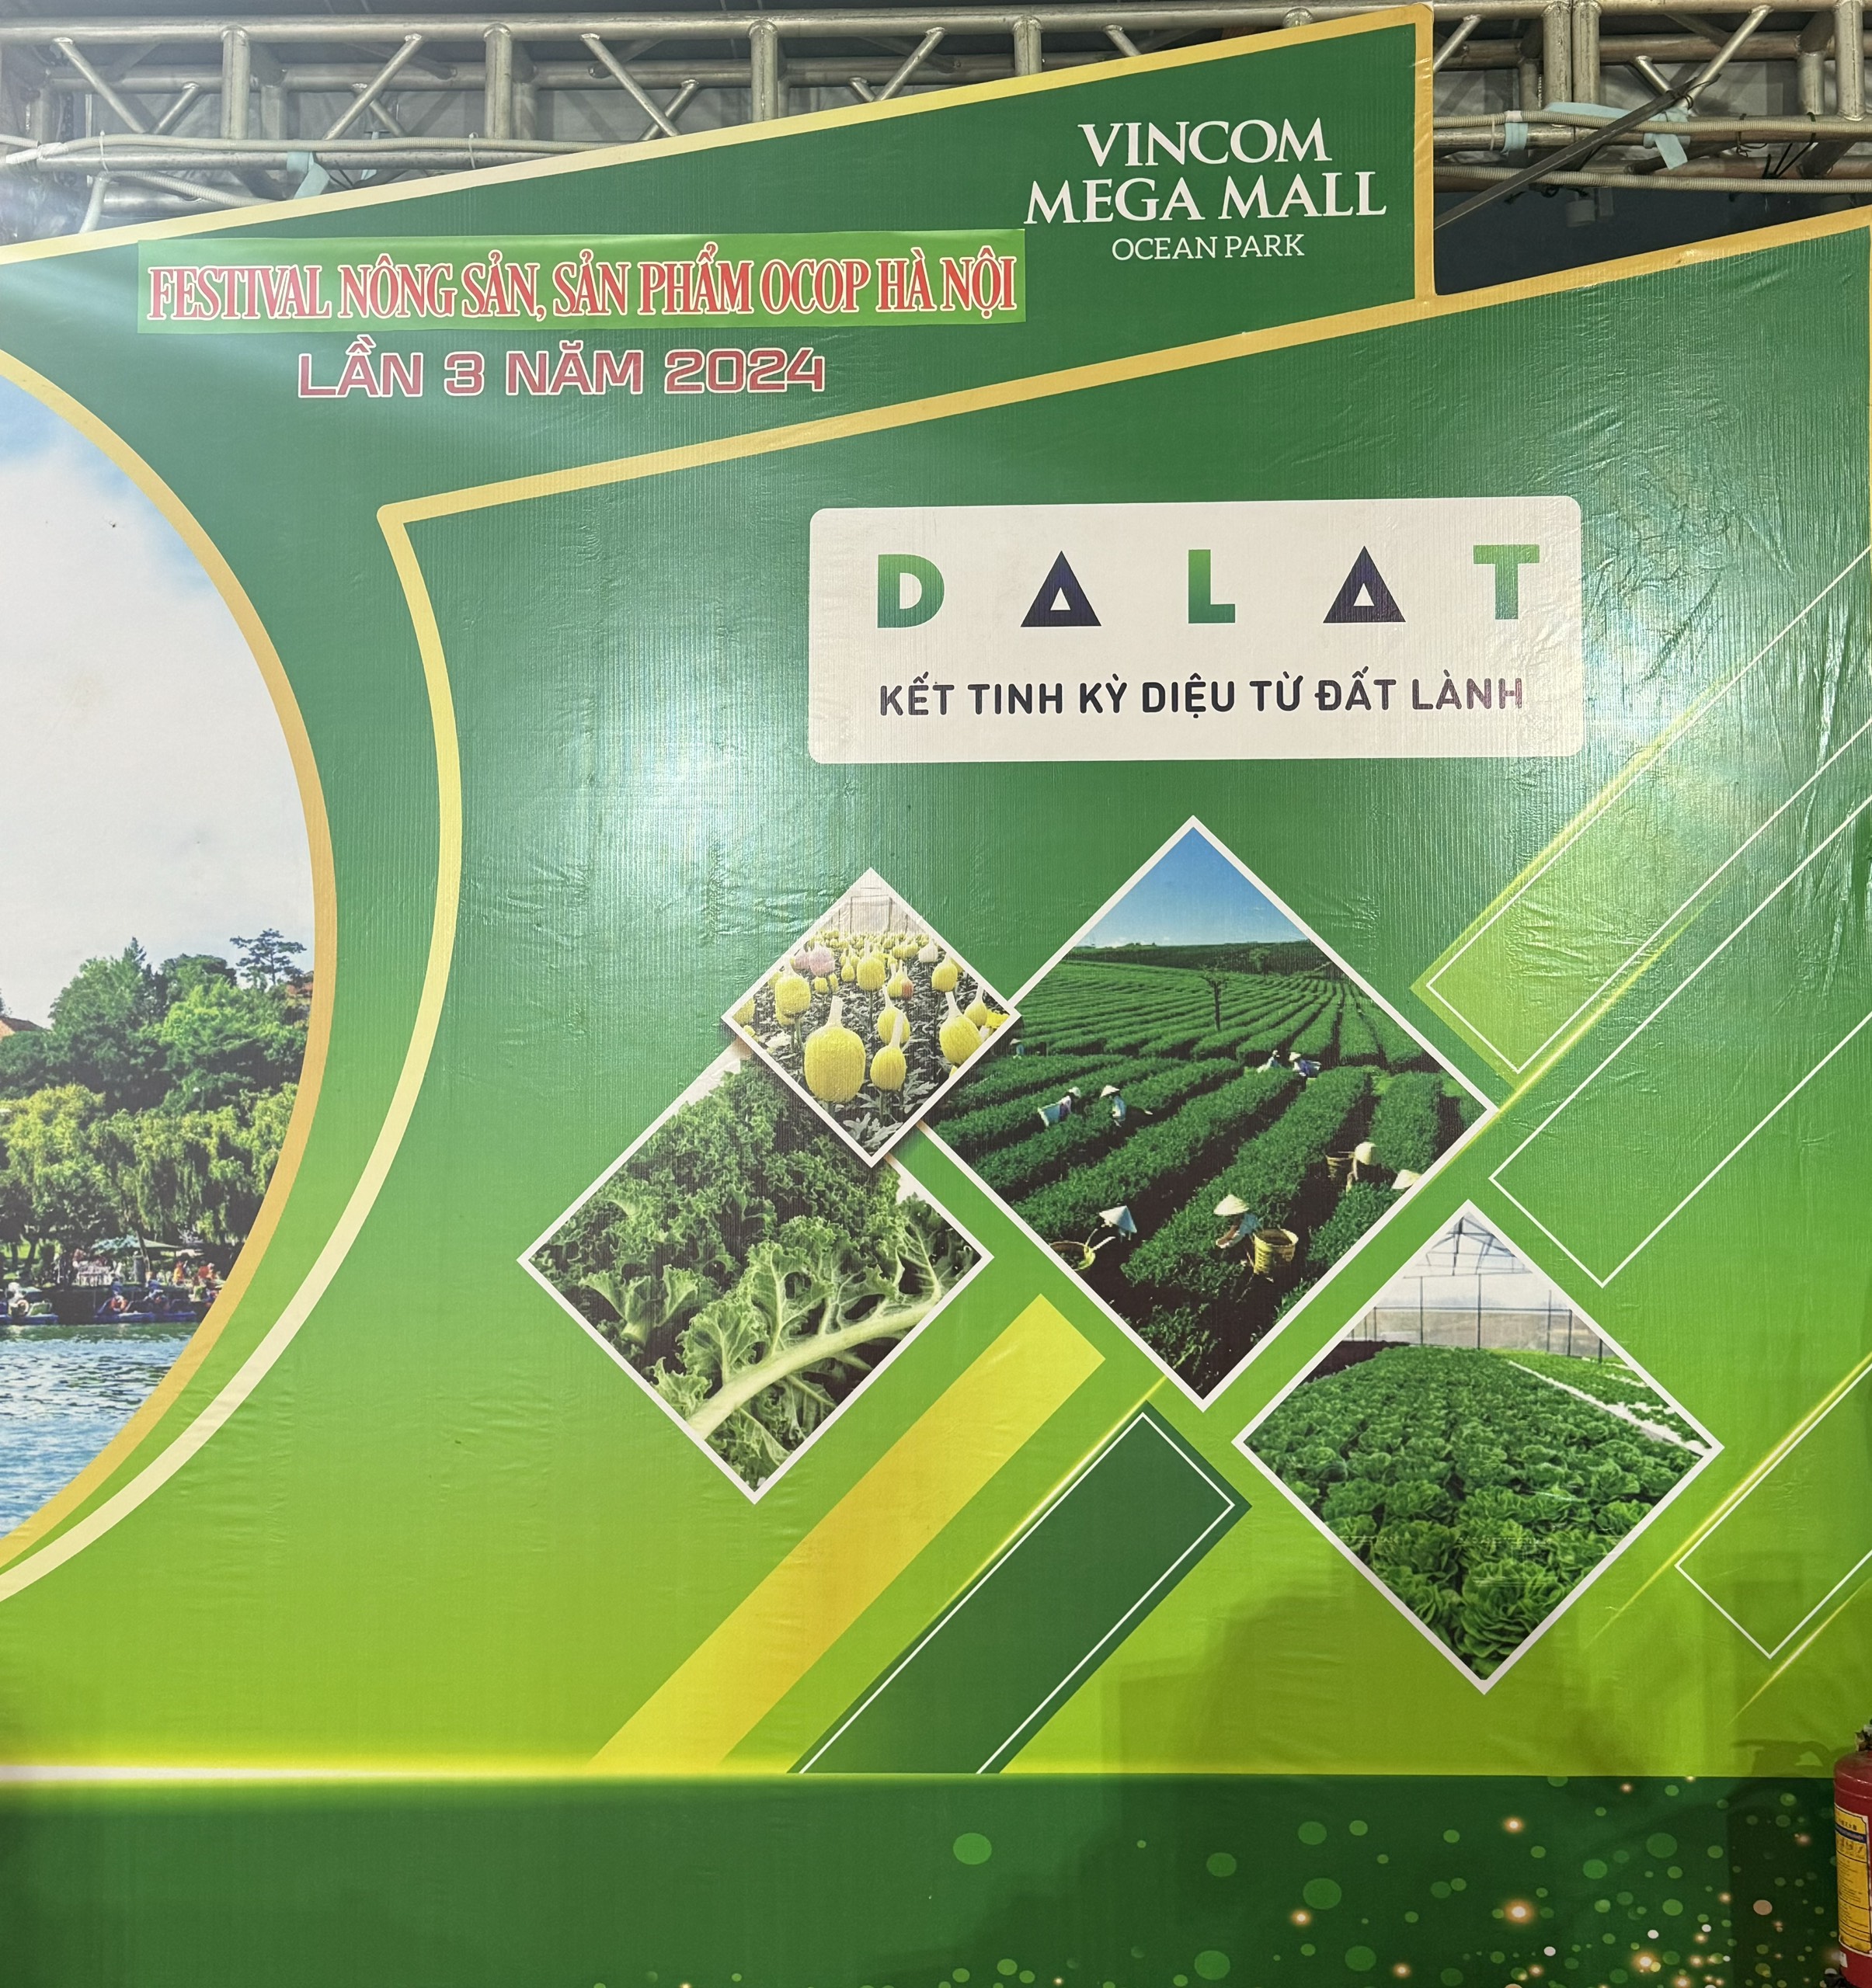 VINCOM
MEGA MALL
OCEAN PARK
FESTIVAL NÔNG SẢN, SẢN PHẨM OCOP HÀ NỘI
LẦN 3 NĂM 2024
DALAT
KẾT TINH KỲ DIỆU TỪ ĐẤT LÀNH